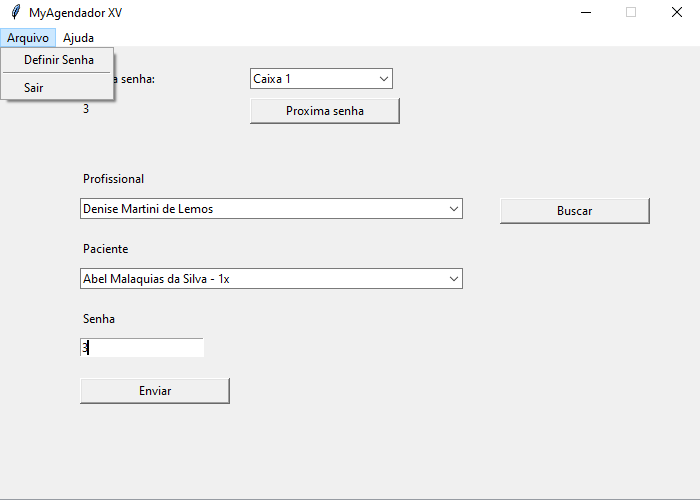 MyAgendador XV
Arquivo Ajuda
Definir Senha
Sair
senha:
Caixa 1
3
Proxima senha
Profissional
Denise Martini de Lemos
Buscar
Paciente
Abel Malaquias da Silva - 1x
Senha
3
Enviar